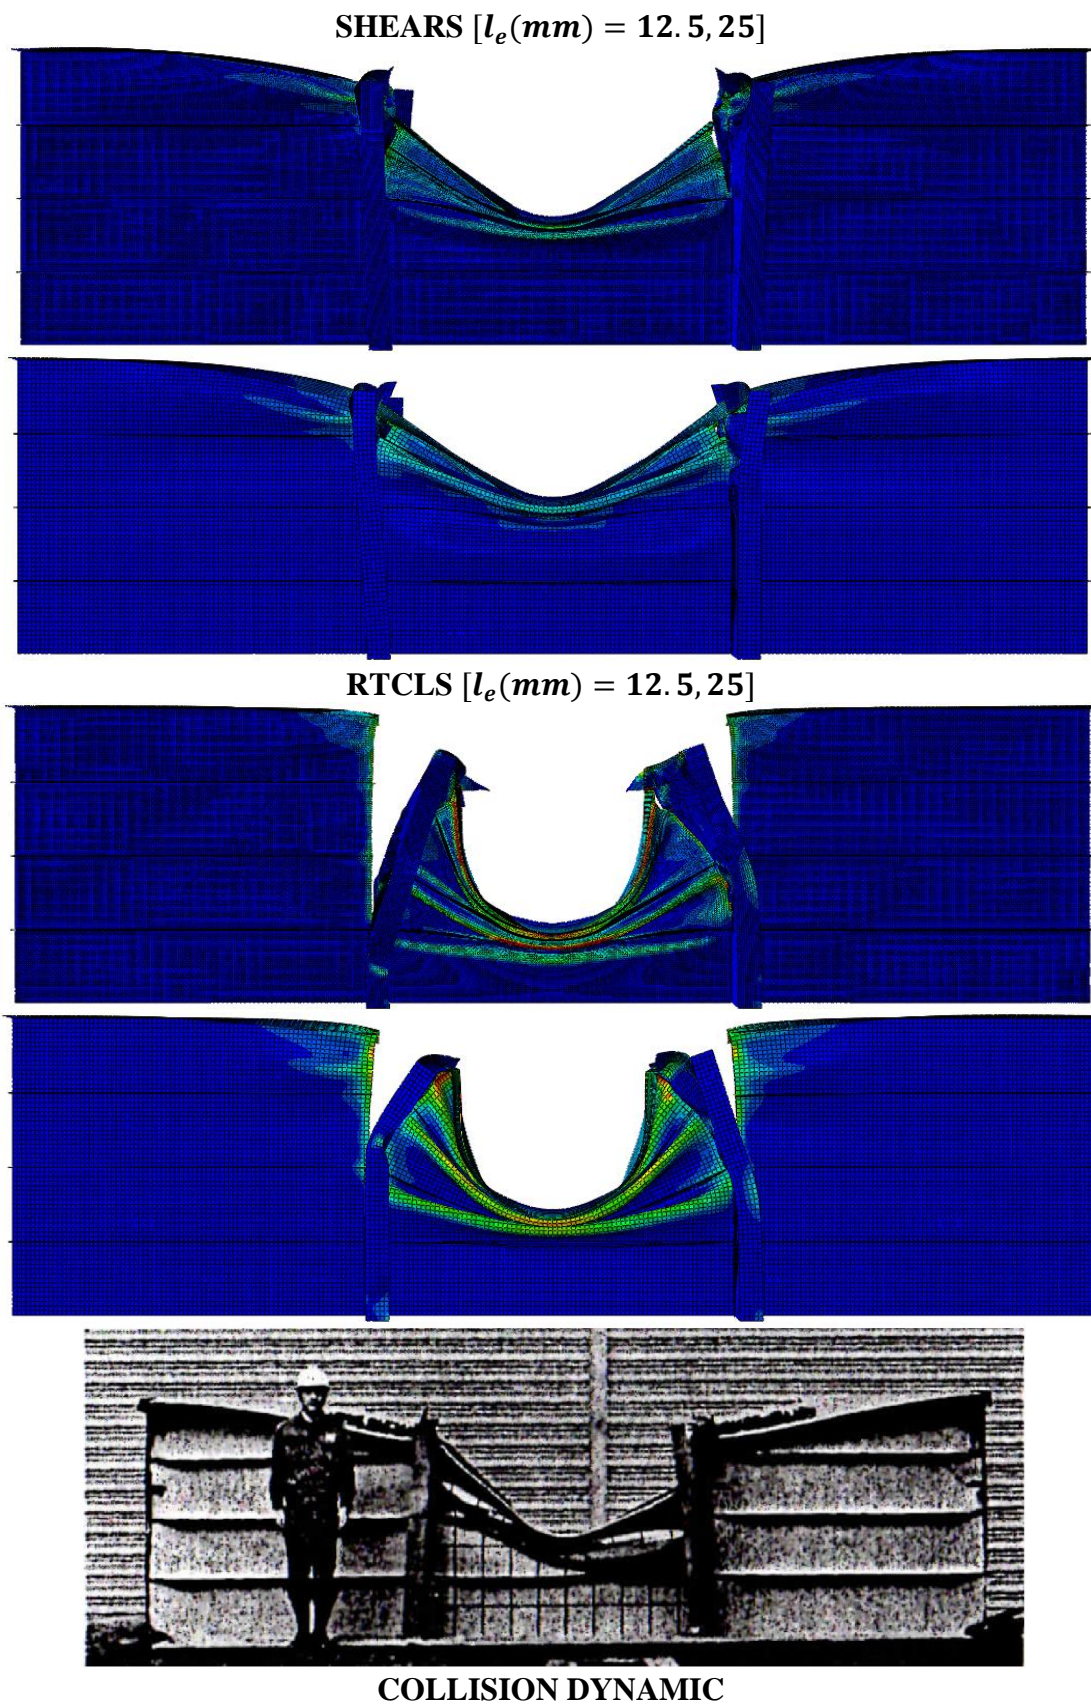 SHEARS [lₑ(mm) = 12.5, 25]
RTCLS [lₑ(mm) = 12.5, 25]
COLLISION DYNAMIC